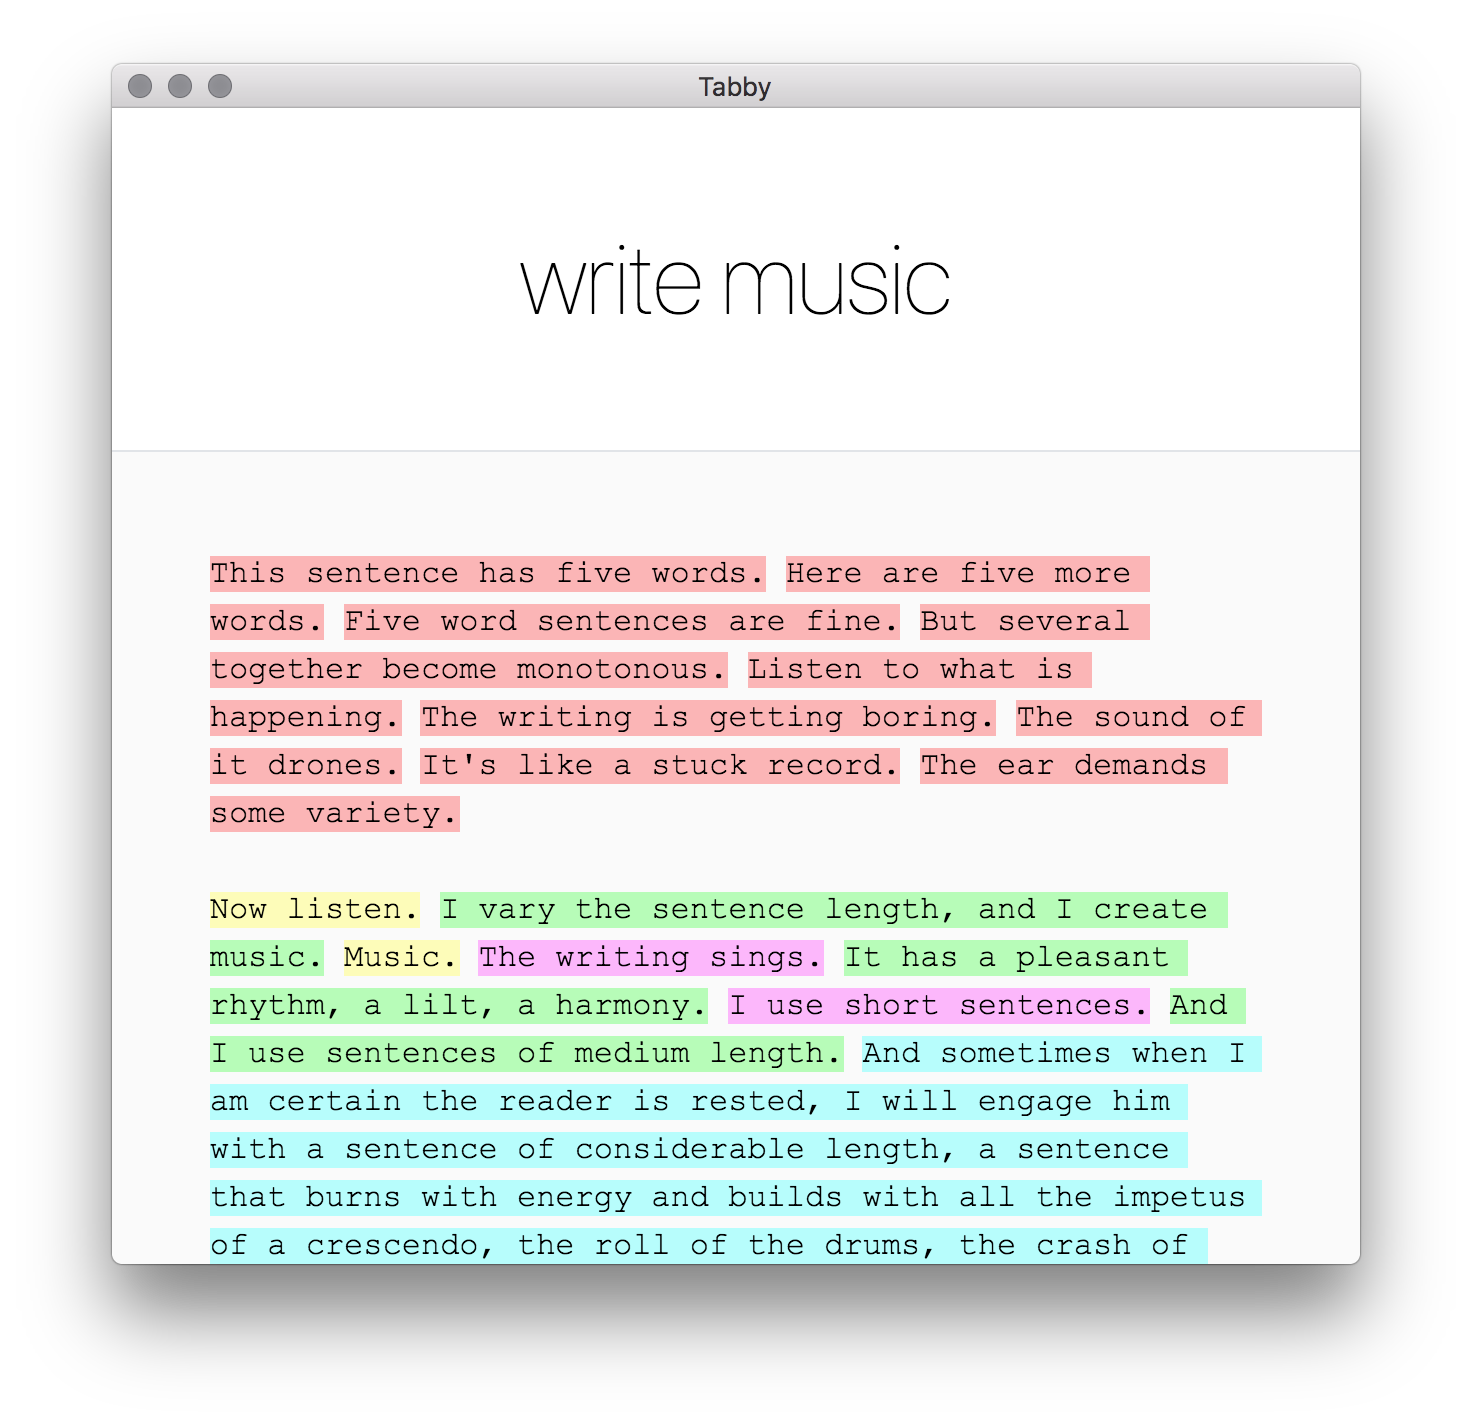 Tabby
write music
This sentence has five words. Here are five more
words. Five word sentences are fine. But several
together become monotonous. Listen to what is
happening. The writing is getting boring. The sound of
it drones. It's like a stuck record. The ear demands
some variety.
Now listen. I vary the sentence length, and I create
music. Music. The writing sings. It has a pleasant
rhythm, a lilt, a harmony. I use short sentences. And
I use sentences of medium length. And sometimes when I
am certain the reader is rested, I will engage him
with a sentence of considerable length, a sentence
that burns with energy and builds with all the impetus
of a crescendo, the roll of the drums, the crash of